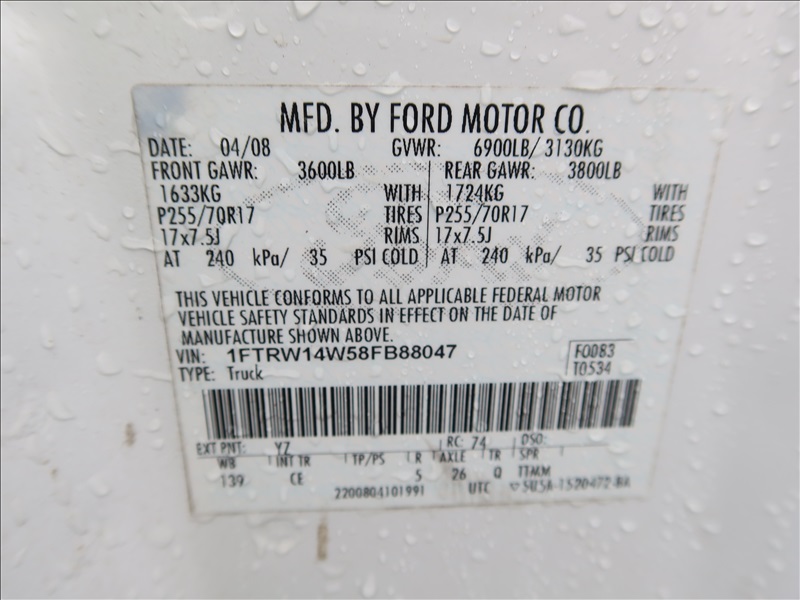 MFD. BY FORD MOTOR CO.
DATE: 04/08 GVWR: 6900LB/ 3130KG
FRONT GAWR: 3600LB REAR GAWR: 3800LB
1633KG WITH 1724KG WITH
P255/70R17 TIRES P255/70R17 TIRES
17x7.5J RIMS 17x7.5J RIMS
AT 240 kPa/ 35 PSI COLD AT 240 kPa/ 35 PSI COLD
THIS VEHICLE CONFORMS TO ALL APPLICABLE FEDERAL MOTOR
VEHICLE SAFETY STANDARDS IN EFFECT ON THE DATE OF
MANUFACTURE SHOWN ABOVE.
VIN: 1FTRW14W58FB88047 F0083
TYPE: Truck T0534
EXT PNT: YZ RC: 74 DSO:
WB INT TR TP/PS R AXLE TR SPR
139 CE 5 26 Q TTMM
2200804101991 UTC